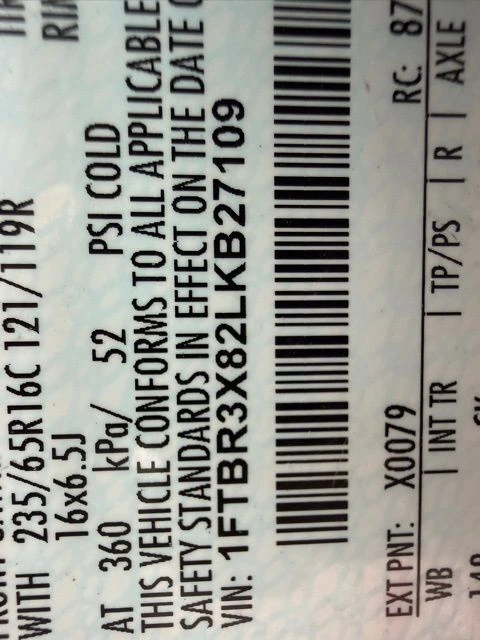 WITH 235/65R16C 121/119R
16x6.5J
AT 360 kPa/ 52 PSI COLD
THIS VEHICLE CONFORMS TO ALL APPLICABLE
SAFETY STANDARDS IN EFFECT ON THE DATE
VIN: 1FTBR3X82LKB27109
EXT PNT: X0079 RC: 87
WB | INT TR | TP/PS | R | AXLE